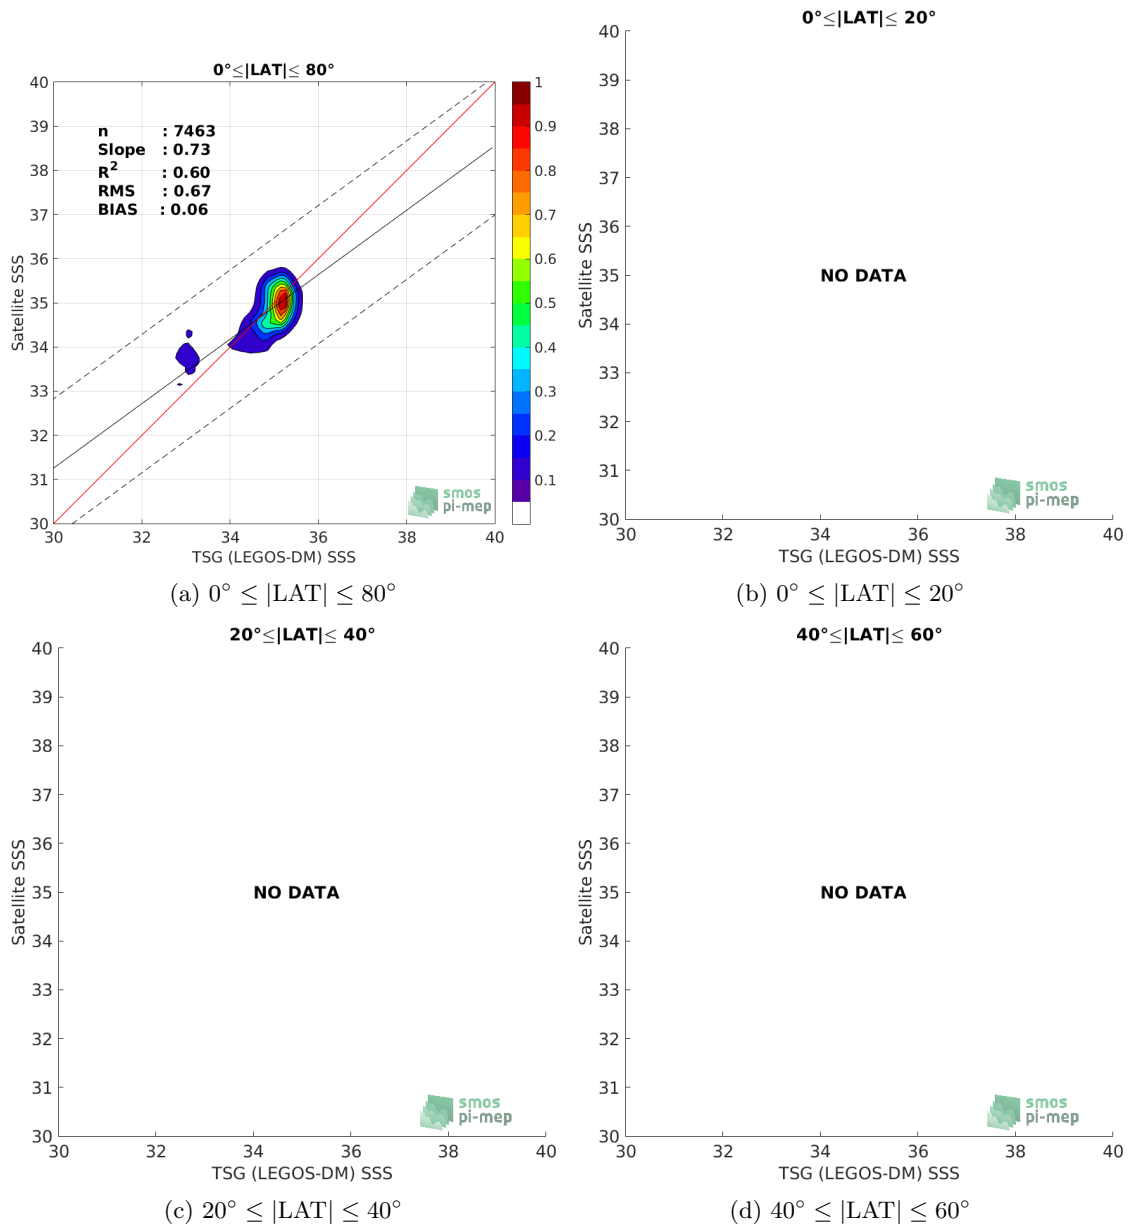 0°≤|LAT|≤ 80°
40
39
38
37
36
35
34
33
32
31
30
Satellite SSS
n : 7463
Slope : 0.73
R² : 0.60
RMS : 0.67
BIAS : 0.06
1
0.9
0.8
0.7
0.6
0.5
0.4
0.3
0.2
0.1
smos
pi-mep
30 32 34 36 38 40
TSG (LEGOS-DM) SSS
(a) 0° ≤ |LAT| ≤ 80°
0°≤|LAT|≤ 20°
40
39
38
37
36
35
34
33
32
31
30
Satellite SSS
NO DATA
smos
pi-mep
30 32 34 36 38 40
TSG (LEGOS-DM) SSS
(b) 0° ≤ |LAT| ≤ 20°
20°≤|LAT|≤ 40°
40
39
38
37
36
35
34
33
32
31
30
Satellite SSS
NO DATA
smos
pi-mep
30 32 34 36 38 40
TSG (LEGOS-DM) SSS
(c) 20° ≤ |LAT| ≤ 40°
40°≤|LAT|≤ 60°
40
39
38
37
36
35
34
33
32
31
30
Satellite SSS
NO DATA
smos
pi-mep
30 32 34 36 38 40
TSG (LEGOS-DM) SSS
(d) 40° ≤ |LAT| ≤ 60°